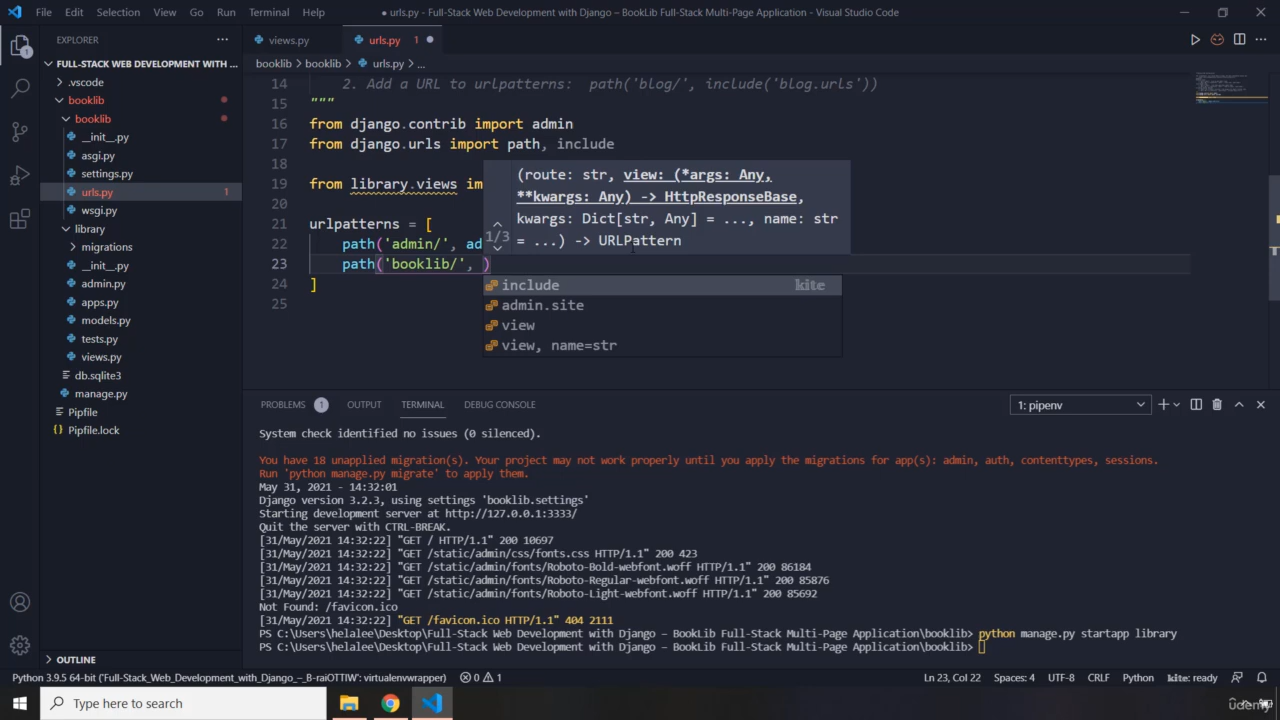 File Edit Selection View Go Run Terminal Help
● urls.py - Full-Stack Web Development with Django – BookLib Full-Stack Multi-Page Application - Visual Studio Code
EXPLORER
views.py
urls.py 1
FULL-STACK WEB DEVELOPMENT WITH ...
booklib > booklib > urls.py > ...
.vscode
booklib
booklib
__init__.py
asgi.py
settings.py
urls.py 1
wsgi.py
library
migrations
__init__.py
admin.py
apps.py
models.py
tests.py
views.py
db.sqlite3
manage.py
Pipfile
Pipfile.lock
OUTLINE
14 2. Add a URL to urlpatterns: path('blog/', include('blog.urls'))
15 """
16 from django.contrib import admin
17 from django.urls import path, include
18
19 from library.views im
20
21 urlpatterns = [
22 path('admin/', ad
23 path('booklib/', )
24 ]
25
(route: str, view: (*args: Any,
**kwargs: Any) -> HttpResponseBase,
kwargs: Dict[str, Any] = ..., name: str
1/3
= ...) -> URLPattern
include kite
admin.site
view
view, name=str
PROBLEMS 1 OUTPUT TERMINAL DEBUG CONSOLE
1: pipenv
System check identified no issues (0 silenced).
You have 18 unapplied migration(s). Your project may not work properly until you apply the migrations for app(s): admin, auth, contenttypes, sessions.
Run 'python manage.py migrate' to apply them.
May 31, 2021 - 14:32:01
Django version 3.2.3, using settings 'booklib.settings'
Starting development server at http://127.0.0.1:3333/
Quit the server with CTRL-BREAK.
[31/May/2021 14:32:22] "GET / HTTP/1.1" 200 10697
[31/May/2021 14:32:22] "GET /static/admin/css/fonts.css HTTP/1.1" 200 423
[31/May/2021 14:32:22] "GET /static/admin/fonts/Roboto-Bold-webfont.woff HTTP/1.1" 200 86184
[31/May/2021 14:32:22] "GET /static/admin/fonts/Roboto-Regular-webfont.woff HTTP/1.1" 200 85876
[31/May/2021 14:32:22] "GET /static/admin/fonts/Roboto-Light-webfont.woff HTTP/1.1" 200 85692
Not Found: /favicon.ico
[31/May/2021 14:32:22] "GET /favicon.ico HTTP/1.1" 404 2111
PS C:\Users\helalee\Desktop\Full-Stack Web Development with Django – BookLib Full-Stack Multi-Page Application\booklib> python manage.py startapp library
PS C:\Users\helalee\Desktop\Full-Stack Web Development with Django – BookLib Full-Stack Multi-Page Application\booklib>
Python 3.9.5 64-bit ('Full-Stack_Web_Development_with_Django_–_B-raiOTTIW': virtualenvwrapper) 0 1
Ln 23, Col 22 Spaces: 4 UTF-8 CRLF Python kite: ready
Type here to search
udemy